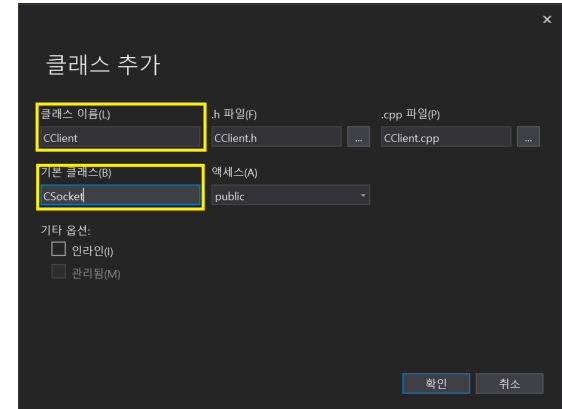 ×
클래스 추가
클래스 이름(L) .h 파일(F) .cpp 파일(P)
CClient CClient.h ... CClient.cpp ...
기본 클래스(B) 액세스(A)
CSocket public
기타 옵션:
인라인(I)
관리됨(M)
확인 취소